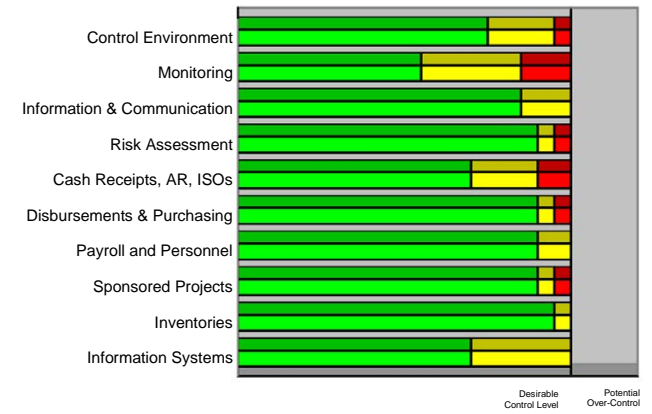 Control Environment
Monitoring
Information & Communication
Risk Assessment
Cash Receipts, AR, ISOs
Disbursements & Purchasing
Payroll and Personnel
Sponsored Projects
Inventories
Information Systems
Desirable
Control Level
Potential
Over-Control